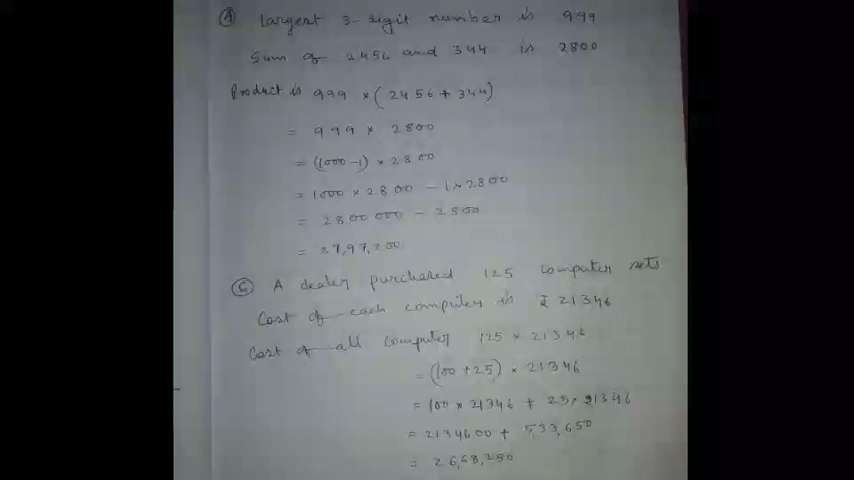 4 Largest 3-digit number is 999
Sum of 2456 and 344 is 2800
Product is 999 × (2456 + 344)
= 999 × 2800
= (1000 - 1) × 2800
= 1000 × 2800 - 1 × 2800
= 2800 000 - 2800
= 27,97,200
A dealer purchased 125 computer sets
Cost of each computer is ₹ 21346
Cost of all computer 125 × 21346
= (100 + 25) × 21346
= 100 × 21346 + 25 × 21346
= 2134600 + 533,650
= 26,68,250